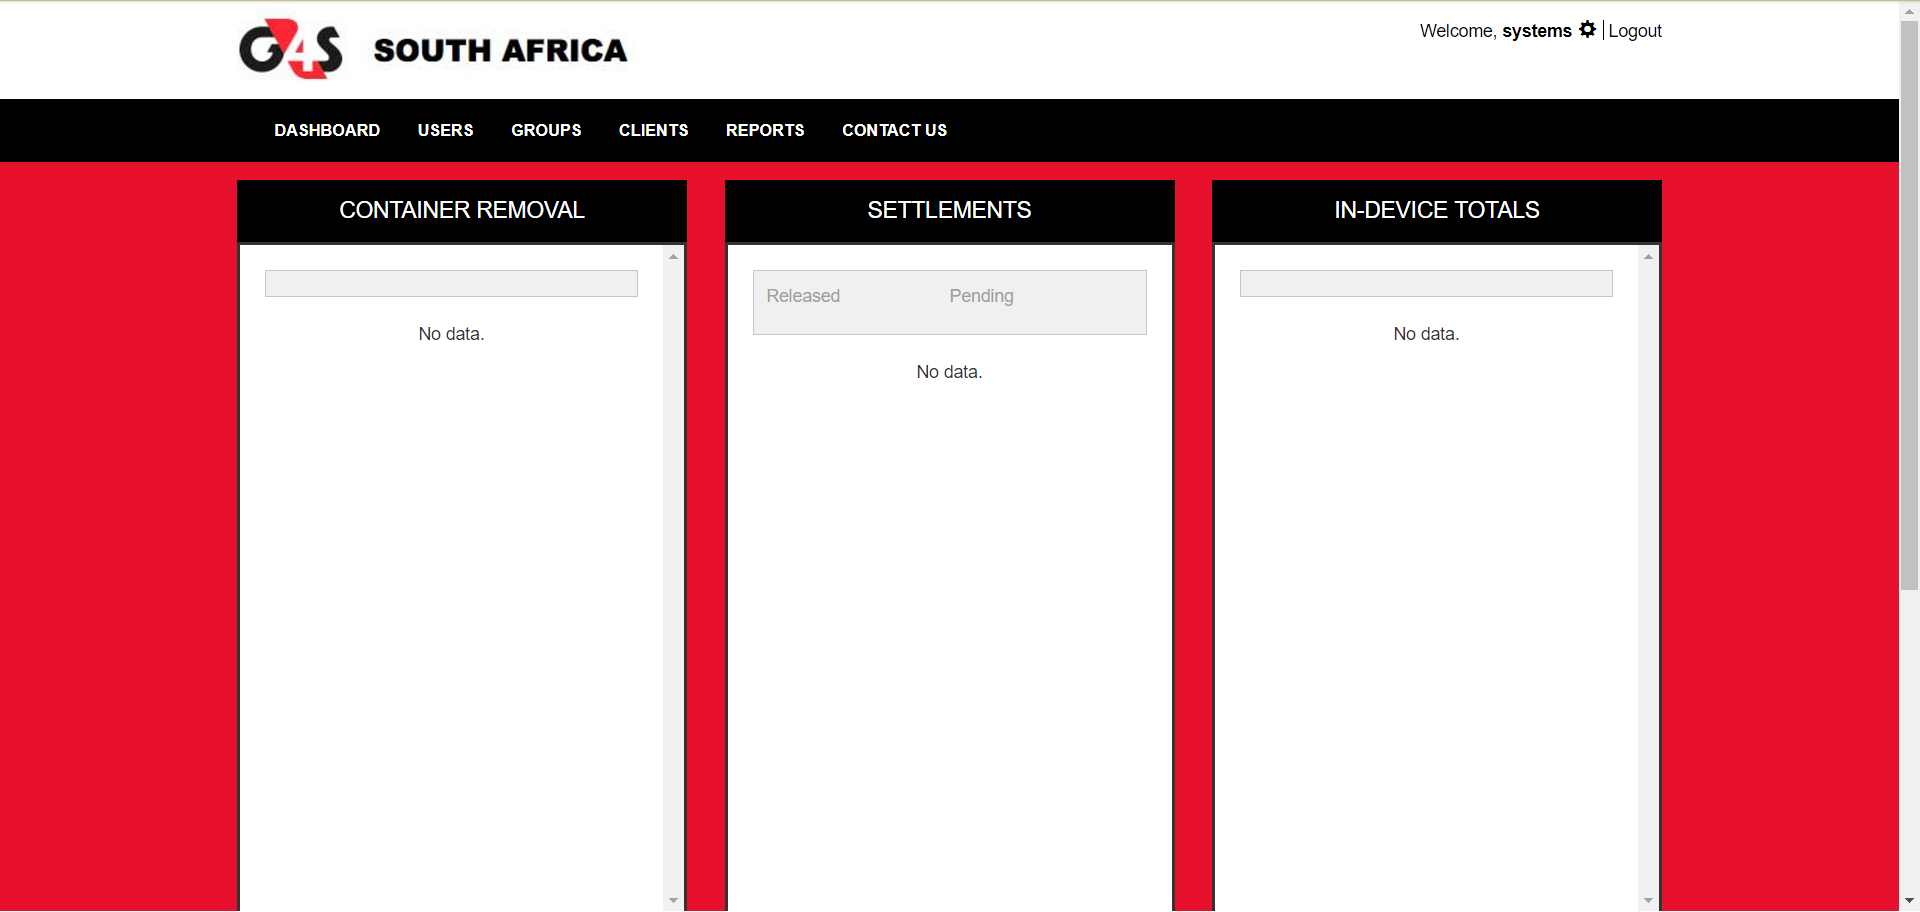 G4S SOUTH AFRICA
Welcome, systems | Logout
DASHBOARD USERS GROUPS CLIENTS REPORTS CONTACT US
CONTAINER REMOVAL
No data.
SETTLEMENTS
Released Pending
No data.
IN-DEVICE TOTALS
No data.